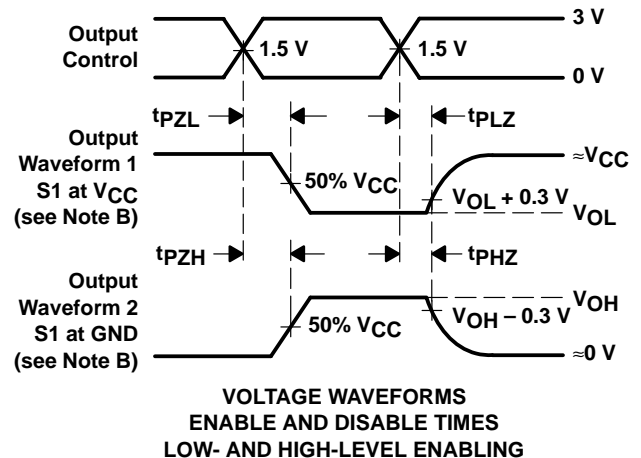 Output
Control
1.5 V
1.5 V
3 V
0 V
tPZL
tPLZ
Output
Waveform 1
S1 at VCC
(see Note B)
50% VCC
≈VCC
VOL + 0.3 V
VOL
tPZH
tPHZ
Output
Waveform 2
S1 at GND
(see Note B)
50% VCC
VOH
VOH – 0.3 V
≈0 V
VOLTAGE WAVEFORMS
ENABLE AND DISABLE TIMES
LOW- AND HIGH-LEVEL ENABLING